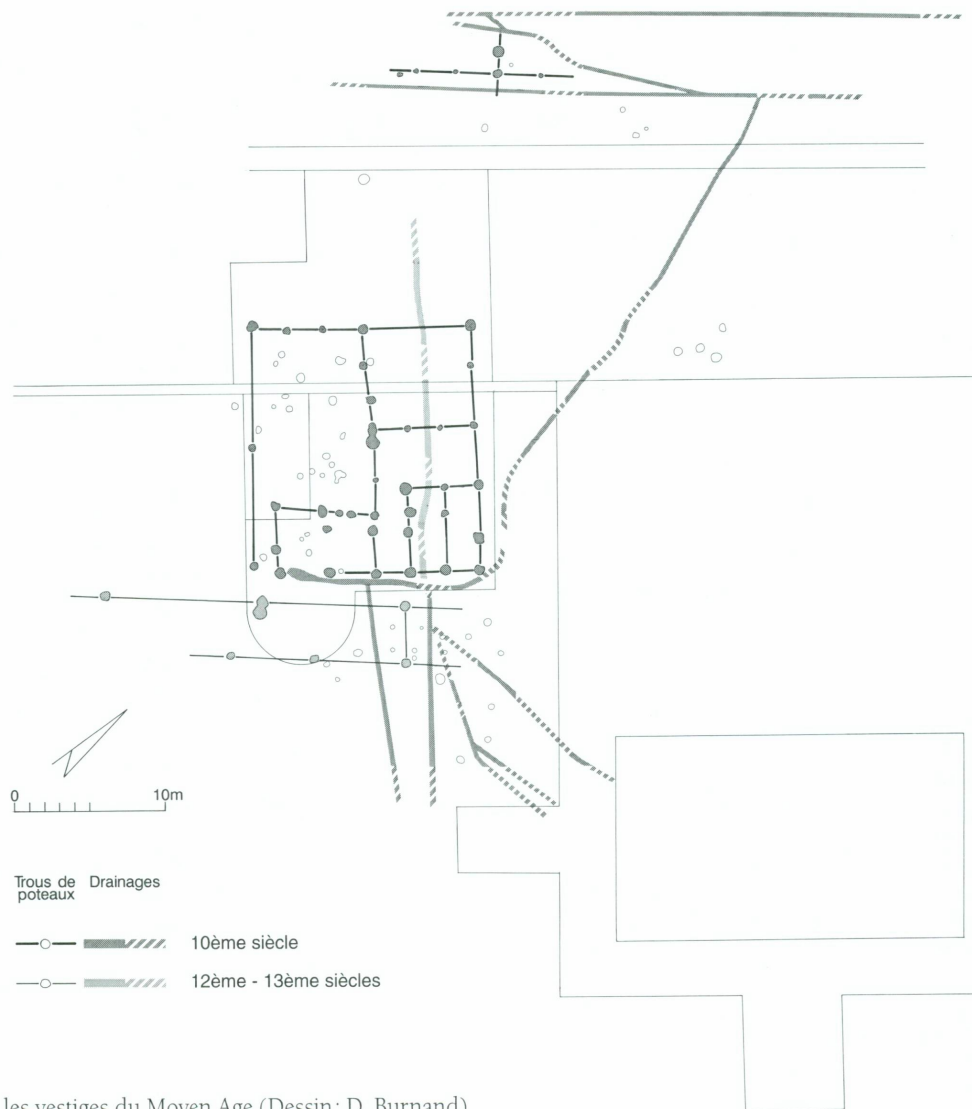 0 10m
Trous de Drainages
poteaux
10ème siècle
12ème - 13ème siècles
les vestiges du Moyen Age (Dessin: D. Burnand)